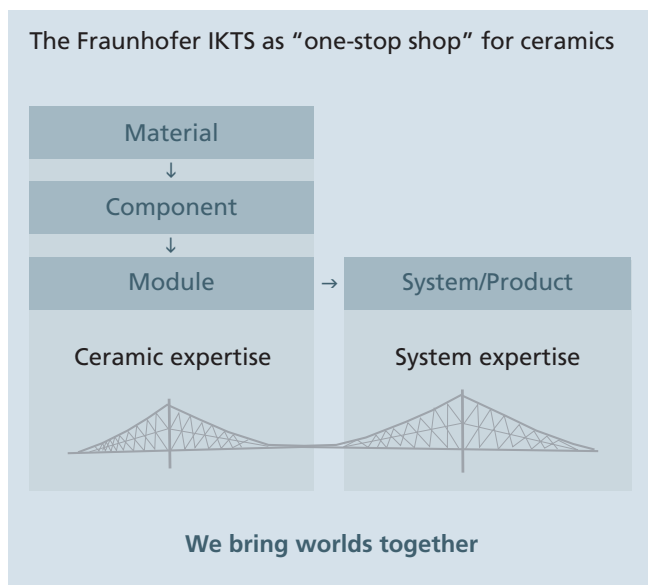 The Fraunhofer IKTS as “one-stop shop” for ceramics
Material
↓
Component
↓
Module → System/Product
Ceramic expertise System expertise
We bring worlds together